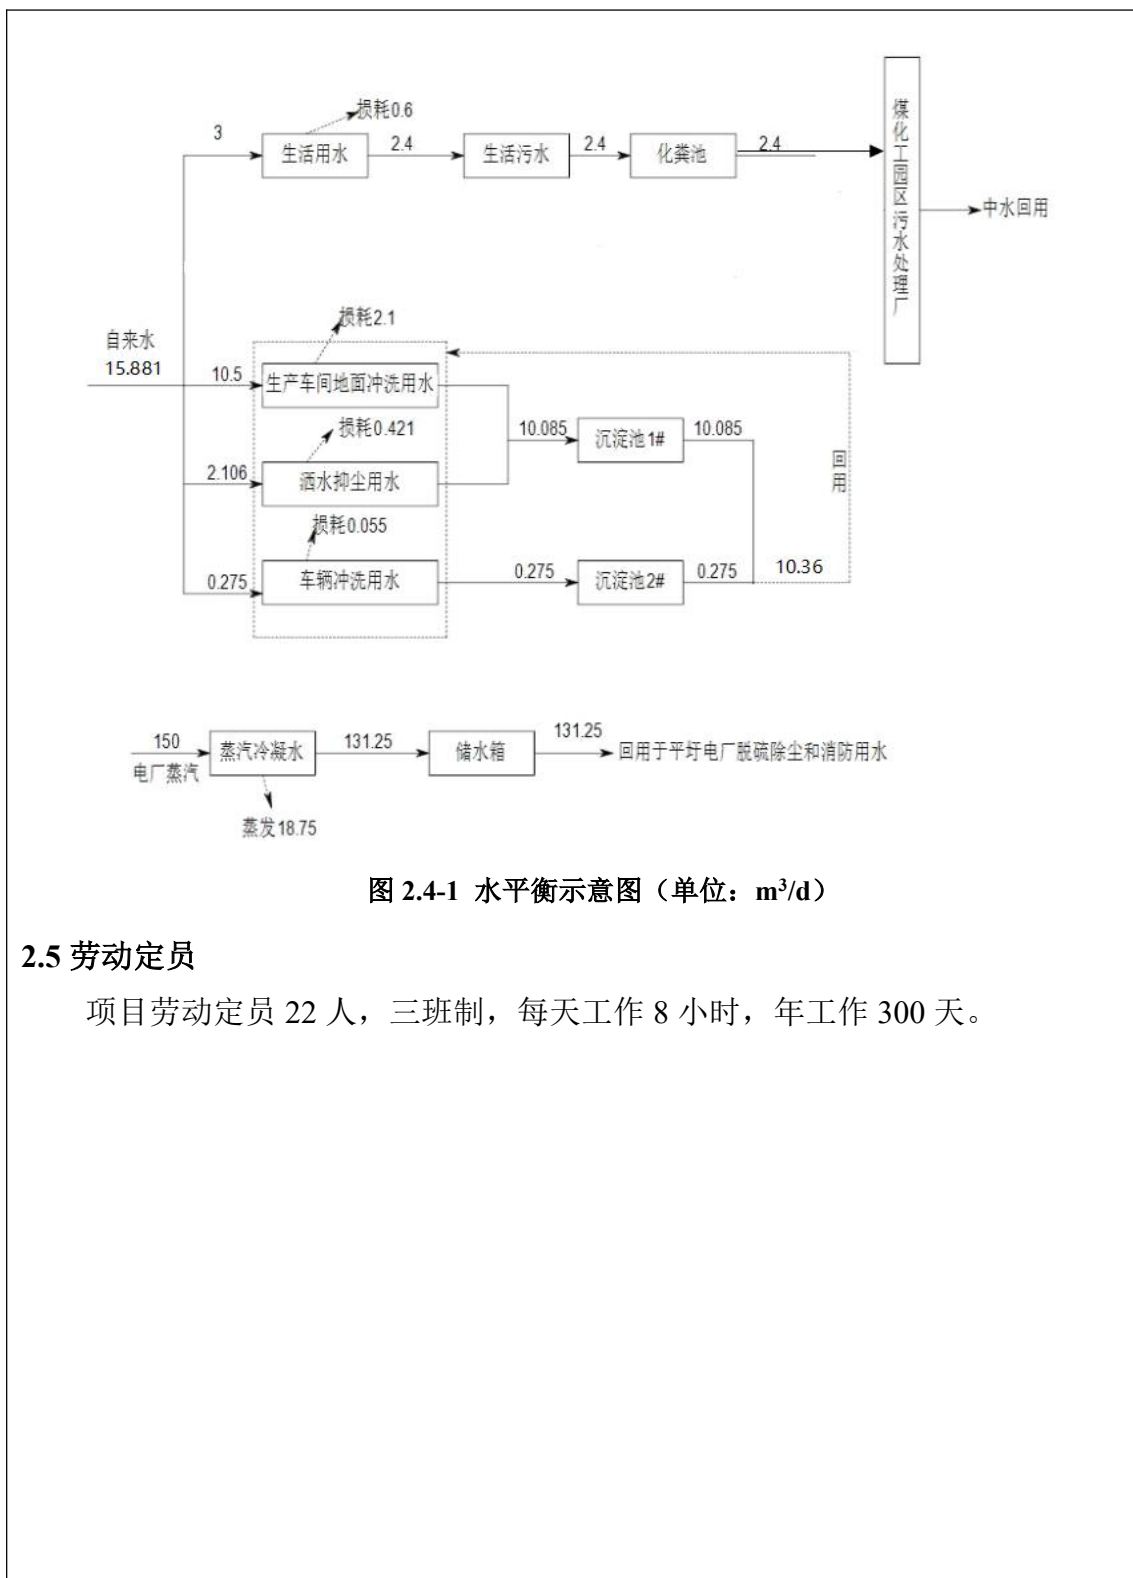 损耗0.6
3
生活用水
2.4
生活污水
2.4
化粪池
2.4
煤化工园区污水处理厂
中水回用
自来水
15.881
损耗2.1
10.5
生产车间地面冲洗用水
损耗0.421
2.106
洒水抑尘用水
10.085
沉淀池1#
10.085
回用
损耗0.055
0.275
车辆冲洗用水
0.275
沉淀池2#
0.275
10.36
150
电厂蒸汽
蒸汽冷凝水
131.25
储水箱
131.25
回用于平圩电厂脱硫除尘和消防用水
蒸发18.75
图 2.4-1 水平衡示意图（单位：m³/d）
2.5 劳动定员
项目劳动定员 22 人，三班制，每天工作 8 小时，年工作 300 天。